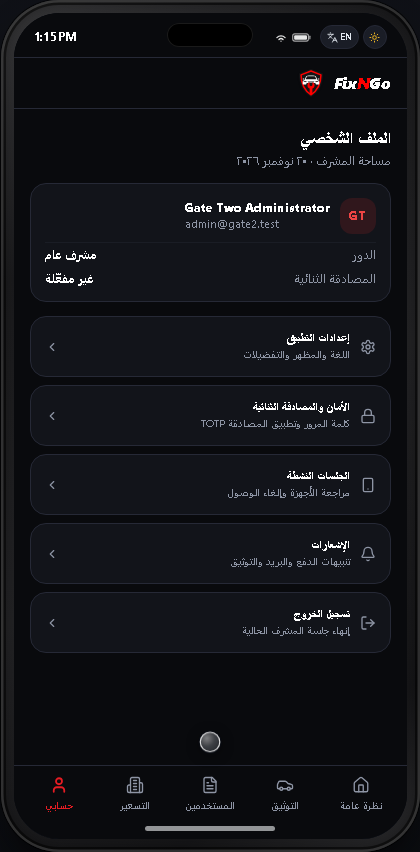 1:15 PM
EN
FixNGo
الملف الشخصي
مساحة المشرف · ٢٠ نوفمبر ٢٠٢٦
Gate Two Administrator
GT
admin@gate2.test
الدور
مشرف عام
المصادقة الثنائية
غير مفعّلة
إعدادات التطبيق
اللغة والمظهر والتفضيلات
الأمان والمصادقة الثنائية
كلمة المرور وتطبيق المصادقة TOTP
الجلسات النشطة
مراجعة الأجهزة وإلغاء الوصول
الإشعارات
تنبيهات الدفع والبريد والتوثيق
تسجيل الخروج
إنهاء جلسة المشرف الحالية
نظرة عامة
التوثيق
المستخدمين
التسعير
حسابي